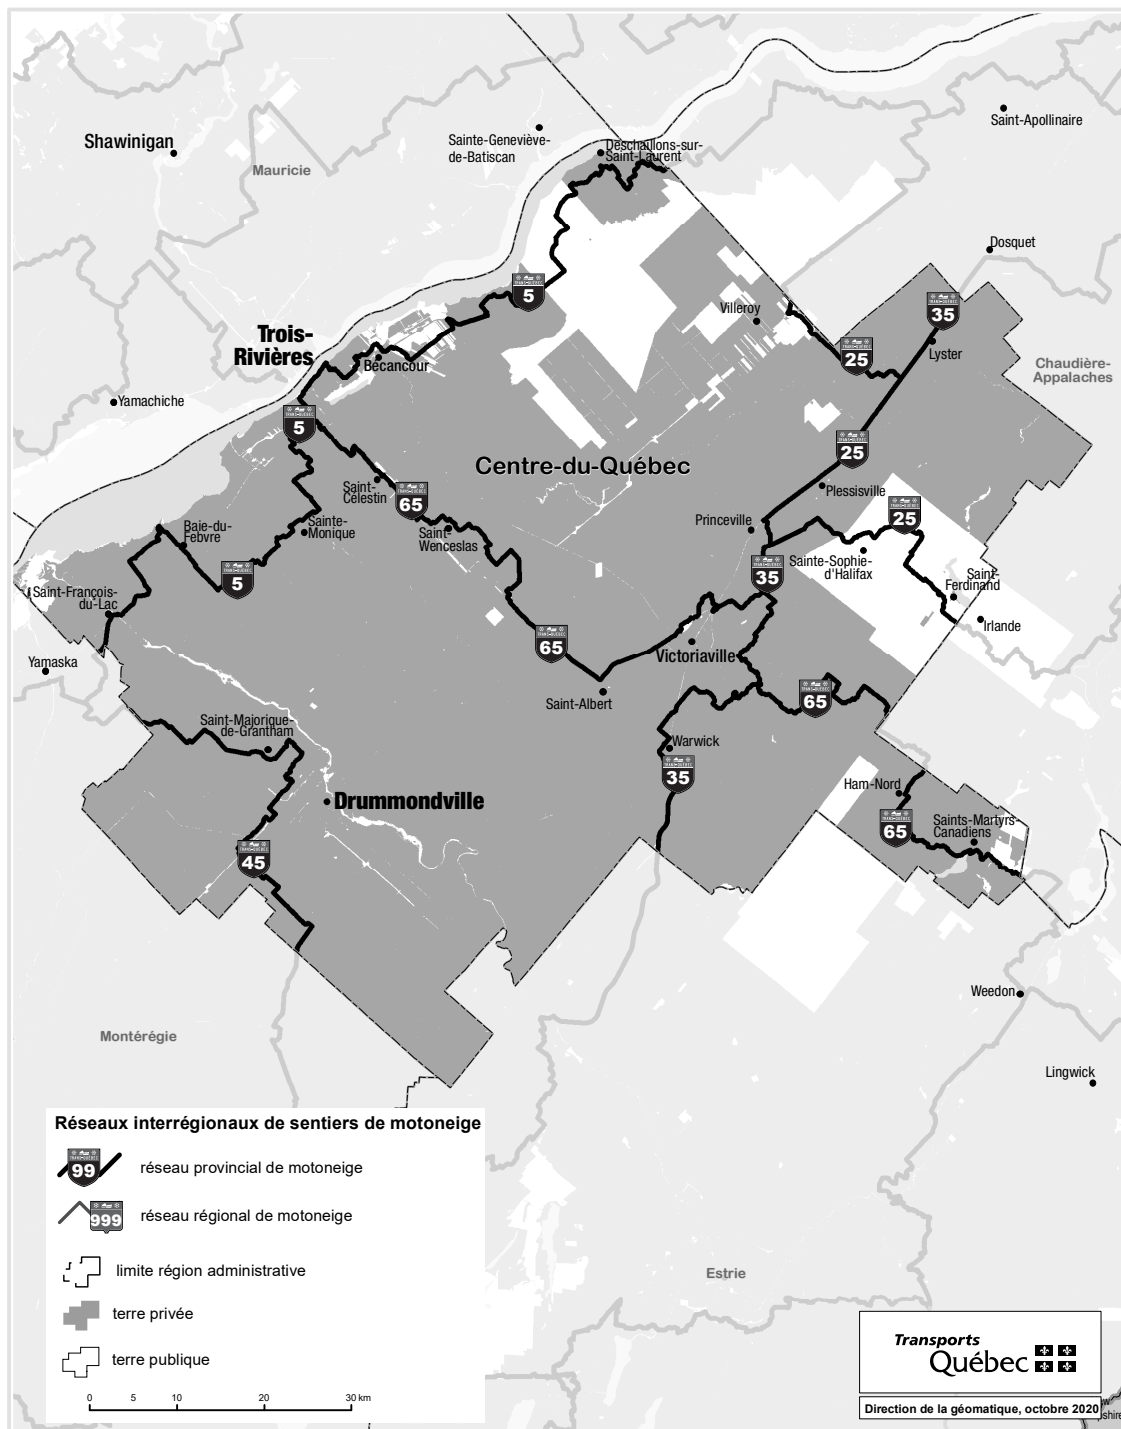 Shawinigan
Mauricie
Sainte-Geneviève-
de-Batiscan
Deschaillons-sur-
Saint-Laurent
Saint-Apollinaire
Dosquet
5
Villeroy
35
Lyster
25
Trois-
Rivières
Bécancour
Chaudière-
Appalaches
Yamachiche
5
25
Centre-du-Québec
Saint-
Célestin
65
Plessisville
25
Princeville
Saint-
Wenceslas
Sainte-
Monique
Baie-du-
Febvre
5
Sainte-Sophie-
d'Halifax
35
Saint-
Ferdinand
Saint-François-
du-Lac
Irlande
65
Victoriaville
Yamaska
65
Saint-Albert
Saint-Majorique-
de-Grantham
Warwick
35
Ham-Nord
Drummondville
65
Saints-Martyrs-
Canadiens
45
Weedon
Montérégie
Lingwick
Estrie
Réseaux interrégionaux de sentiers de motoneige
99
réseau provincial de motoneige
999
réseau régional de motoneige
limite région administrative
terre privée
terre publique
0 5 10 20 30 km
Transports
Québec
Direction de la géomatique, octobre 2020